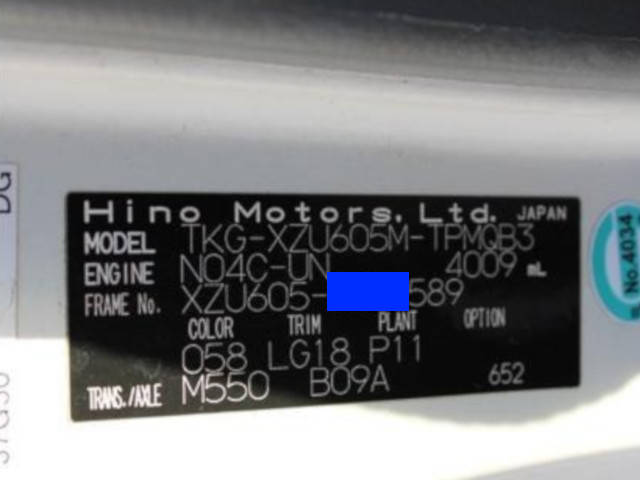 Hino Motors, Ltd. JAPAN
MODEL TKG-XZU605M-TPMQB3
ENGINE N04C-UN 4009 mL
FRAME No. XZU605- 589
COLOR TRIM PLANT OPTION
058 LG18 P11
TRANS./AXLE M550 B09A 652
DG
No.4034